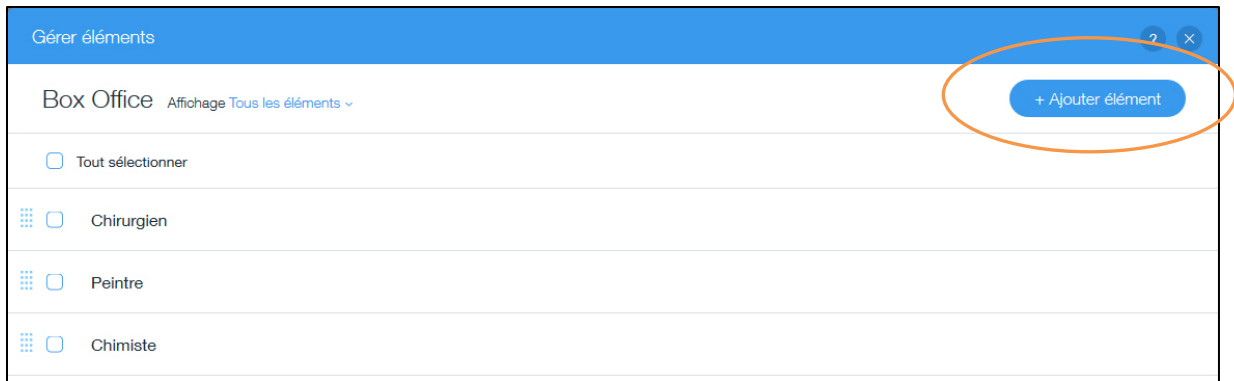 Gérer éléments
?
Box Office Affichage Tous les éléments
+ Ajouter élément
Tout sélectionner
Chirurgien
Peintre
Chimiste